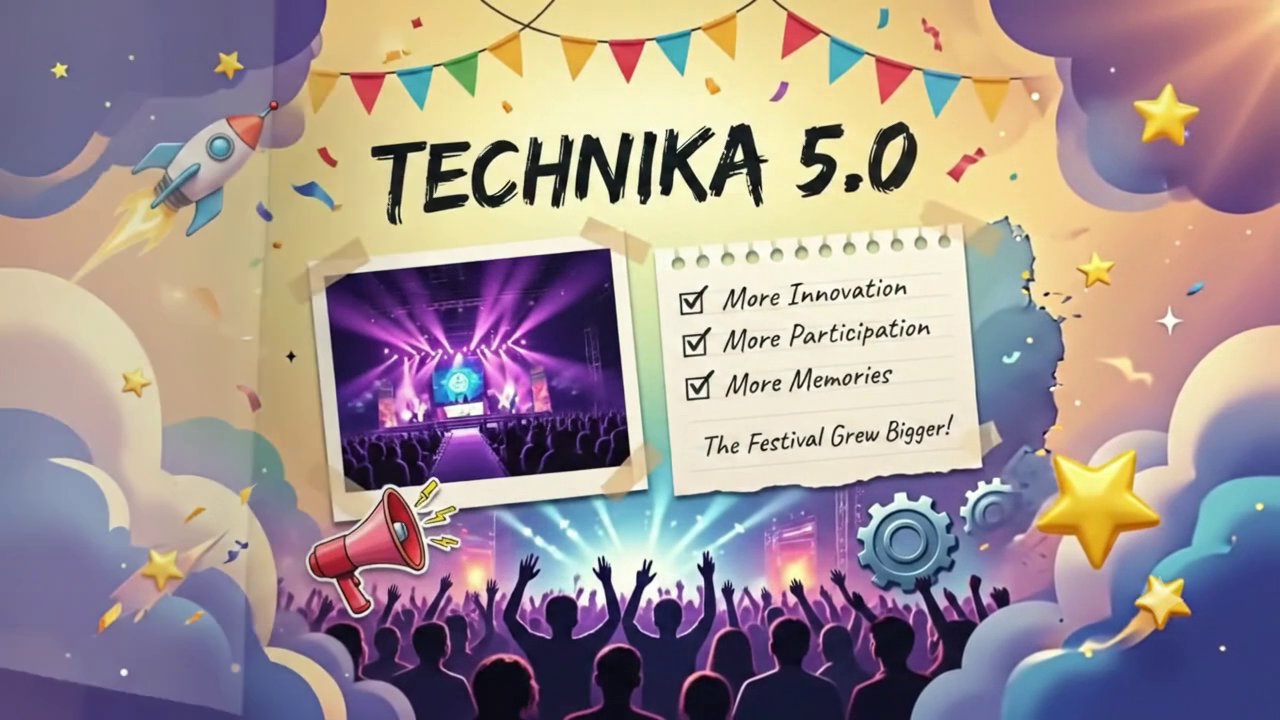 TECHNIKA 5.0
More Innovation
More Participation
More Memories
The Festival Grew Bigger!